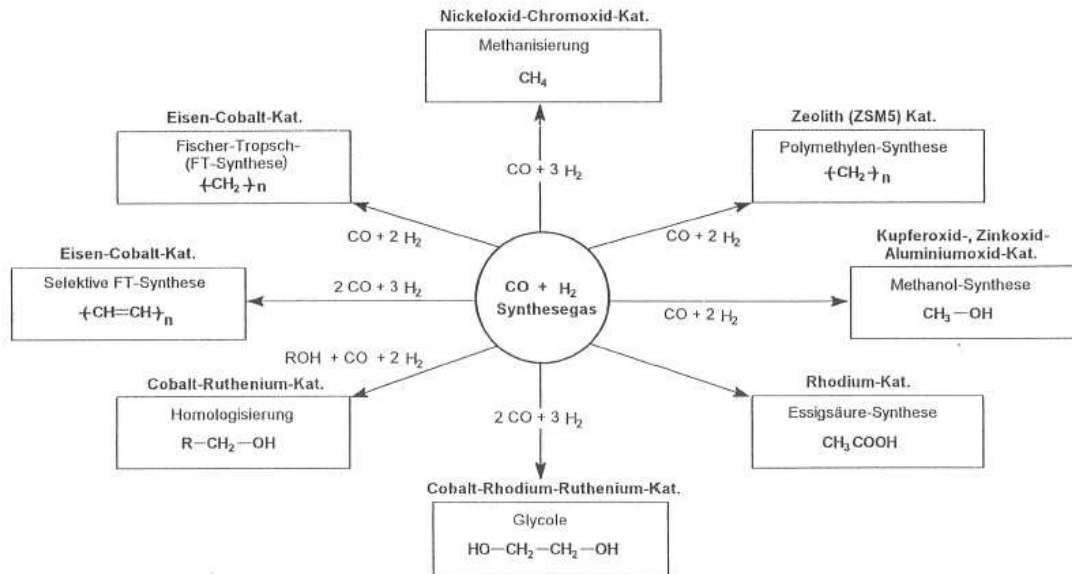 Nickeloxid-Chromoxid-Kat.
Methanisierung
CH4
CO + 3 H2
Eisen-Cobalt-Kat.
Fischer-Tropsch-
(FT-Synthese)
-(CH2)-n
CO + 2 H2
Zeolith (ZSM5) Kat.
Polymethylen-Synthese
-(CH2)-n
CO + 2 H2
Eisen-Cobalt-Kat.
Selektive FT-Synthese
-(CH=CH)-n
2 CO + 3 H2
CO + H2
Synthesegas
Kupferoxid-, Zinkoxid-
Aluminiumoxid-Kat.
Methanol-Synthese
CH3—OH
CO + 2 H2
ROH + CO + 2 H2
Cobalt-Ruthenium-Kat.
Homologisierung
R—CH2—OH
2 CO + 3 H2
Cobalt-Rhodium-Ruthenium-Kat.
Glycole
HO—CH2—CH2—OH
Rhodium-Kat.
Essigsäure-Synthese
CH3COOH